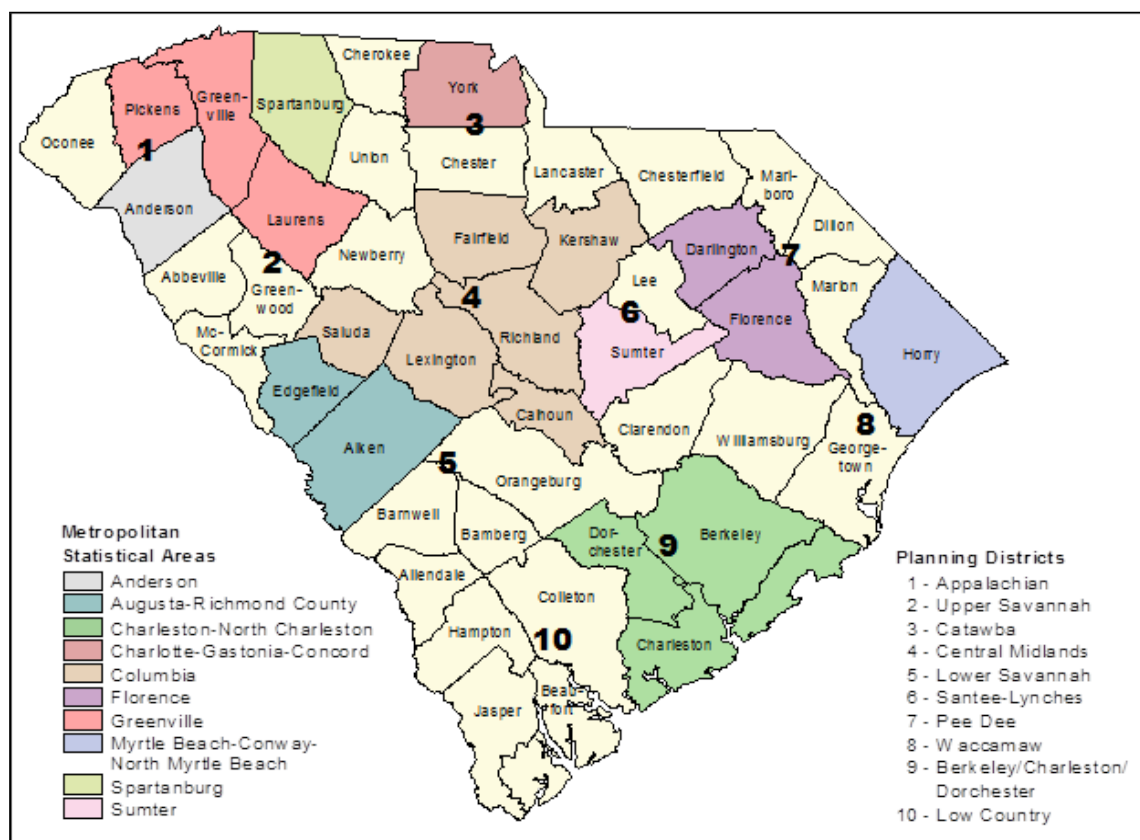 Cherokee
York
Pickens
Green-
ville
Spartanburg
Oconee
1
3
Union
Chester
Lancaster
Chesterfield
Marl-
boro
Anderson
Laurens
Dillon
Fairfield
Kershaw
Darlington
7
Newberry
2
Abbeville
Green-
wood
Lee
Marion
4
6
Florence
Mc-
Cormick
Saluda
Richland
Lexington
Sumter
Horry
Edgefield
Calhoun
8
Clarendon
Williamsburg
George-
town
Aiken
5
Orangeburg
Barnwell
Bamberg
Dor-
chester
9
Berkeley
Allendale
Colleton
Hampton
10
Charleston
Beau-
fort
Jasper
Metropolitan
Statistical Areas
Anderson
Augusta-Richmond County
Charleston-North Charleston
Charlotte-Gastonia-Concord
Columbia
Florence
Greenville
Myrtle Beach-Conway-
North Myrtle Beach
Spartanburg
Sumter
Planning Districts
1 - Appalachian
2 - Upper Savannah
3 - Catawba
4 - Central Midlands
5 - Lower Savannah
6 - Santee-Lynches
7 - Pee Dee
8 - Waccamaw
9 - Berkeley/Charleston/
Dorchester
10 - Low Country